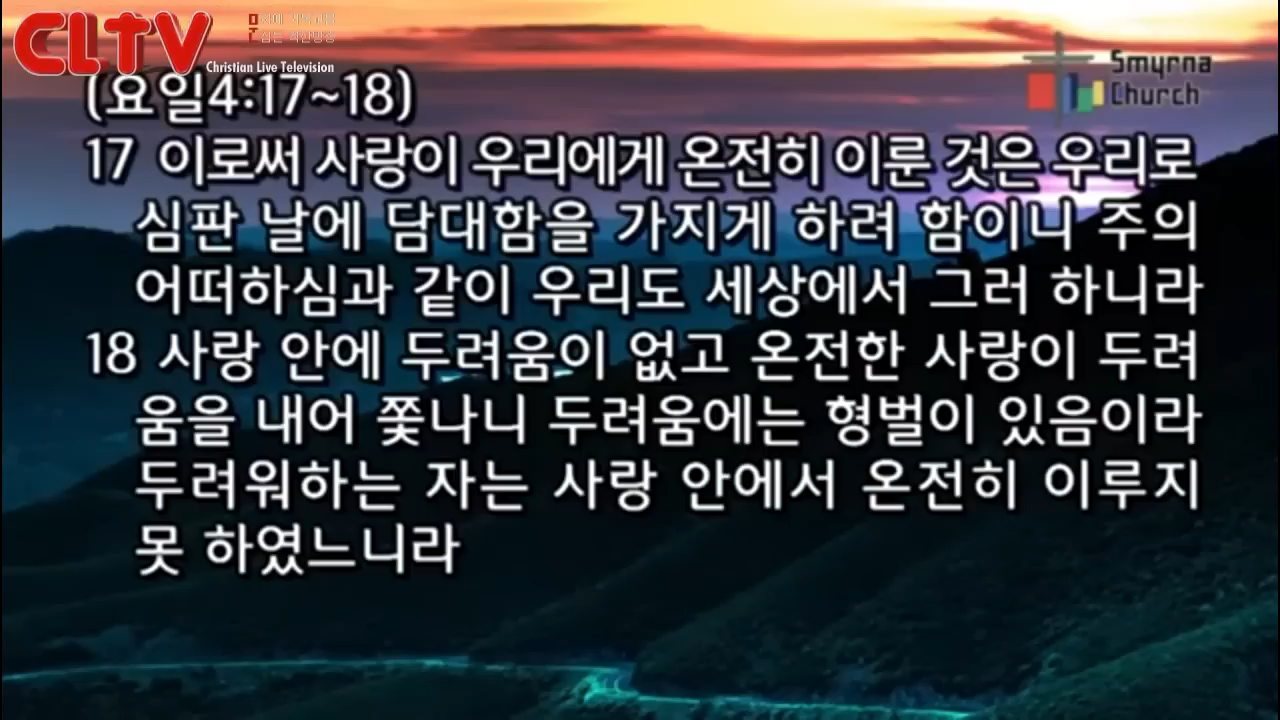 CLTV
Christian Live Television
Smyrna
Church
(요일4:17~18)
17 이로써 사랑이 우리에게 온전히 이룬 것은 우리로
심판 날에 담대함을 가지게 하려 함이니 주의
어떠하심과 같이 우리도 세상에서 그러 하니라
18 사랑 안에 두려움이 없고 온전한 사랑이 두려
움을 내어 쫓나니 두려움에는 형벌이 있음이라
두려워하는 자는 사랑 안에서 온전히 이루지
못 하였느니라